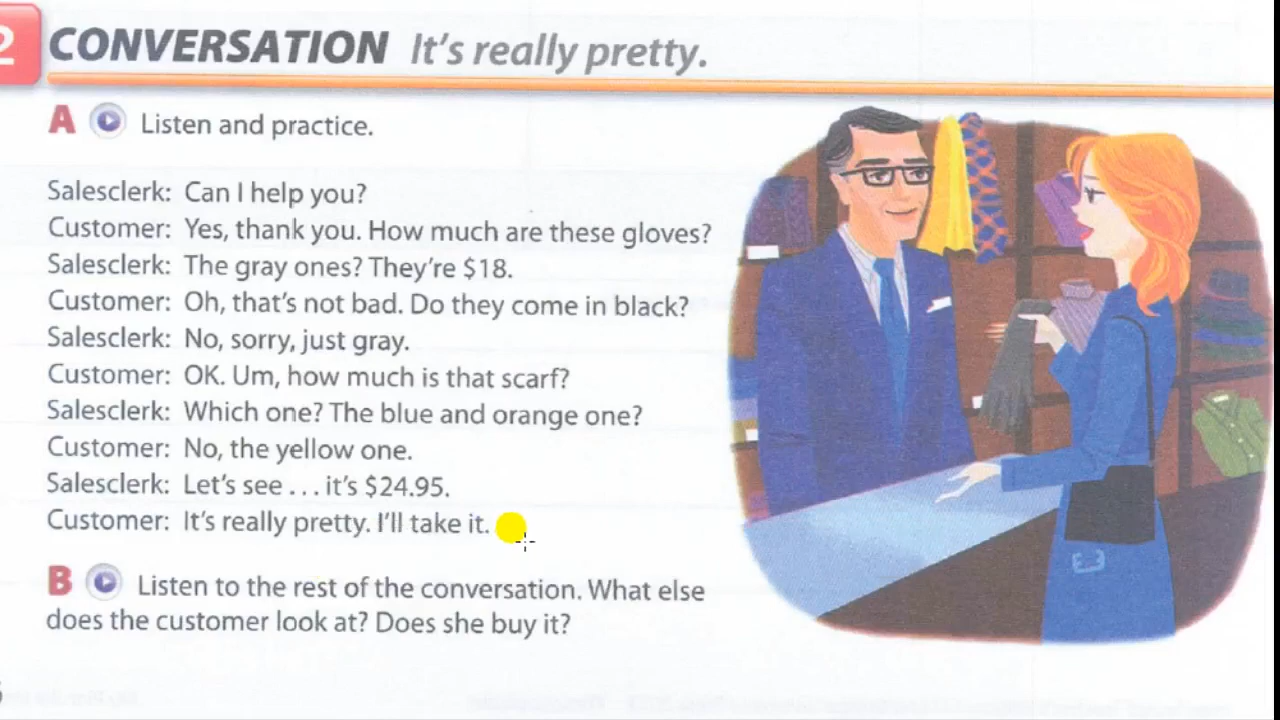 2 CONVERSATION It's really pretty.
A Listen and practice.
Salesclerk: Can I help you?
Customer: Yes, thank you. How much are these gloves?
Salesclerk: The gray ones? They're $18.
Customer: Oh, that's not bad. Do they come in black?
Salesclerk: No, sorry, just gray.
Customer: OK. Um, how much is that scarf?
Salesclerk: Which one? The blue and orange one?
Customer: No, the yellow one.
Salesclerk: Let's see . . . it's $24.95.
Customer: It's really pretty. I'll take it.
B Listen to the rest of the conversation. What else
does the customer look at? Does she buy it?